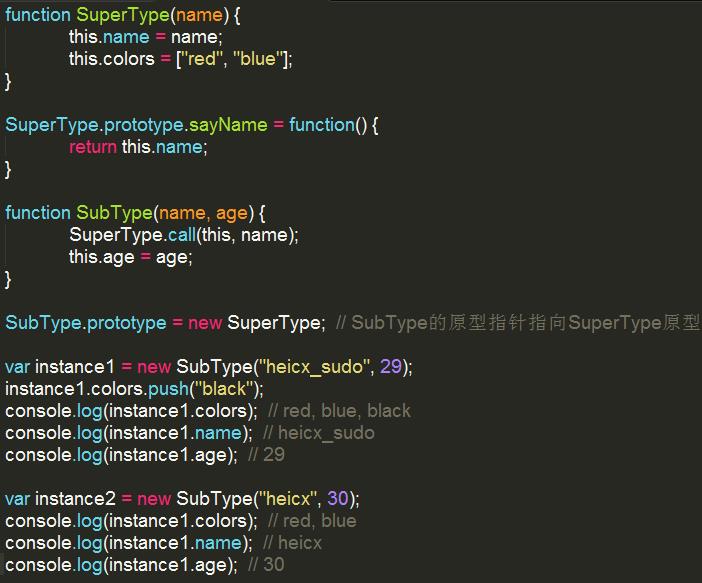 function SuperType(name) {
this.name = name;
this.colors = ["red", "blue"];
}
SuperType.prototype.sayName = function() {
return this.name;
}
function SubType(name, age) {
SuperType.call(this, name);
this.age = age;
}
SubType.prototype = new SuperType; // SubType的原型指针指向SuperType原型
var instance1 = new SubType("heicx_sudo", 29);
instance1.colors.push("black");
console.log(instance1.colors); // red, blue, black
console.log(instance1.name); // heicx_sudo
console.log(instance1.age); // 29
var instance2 = new SubType("heicx", 30);
console.log(instance1.colors); // red, blue
console.log(instance1.name); // heicx
console.log(instance1.age); // 30